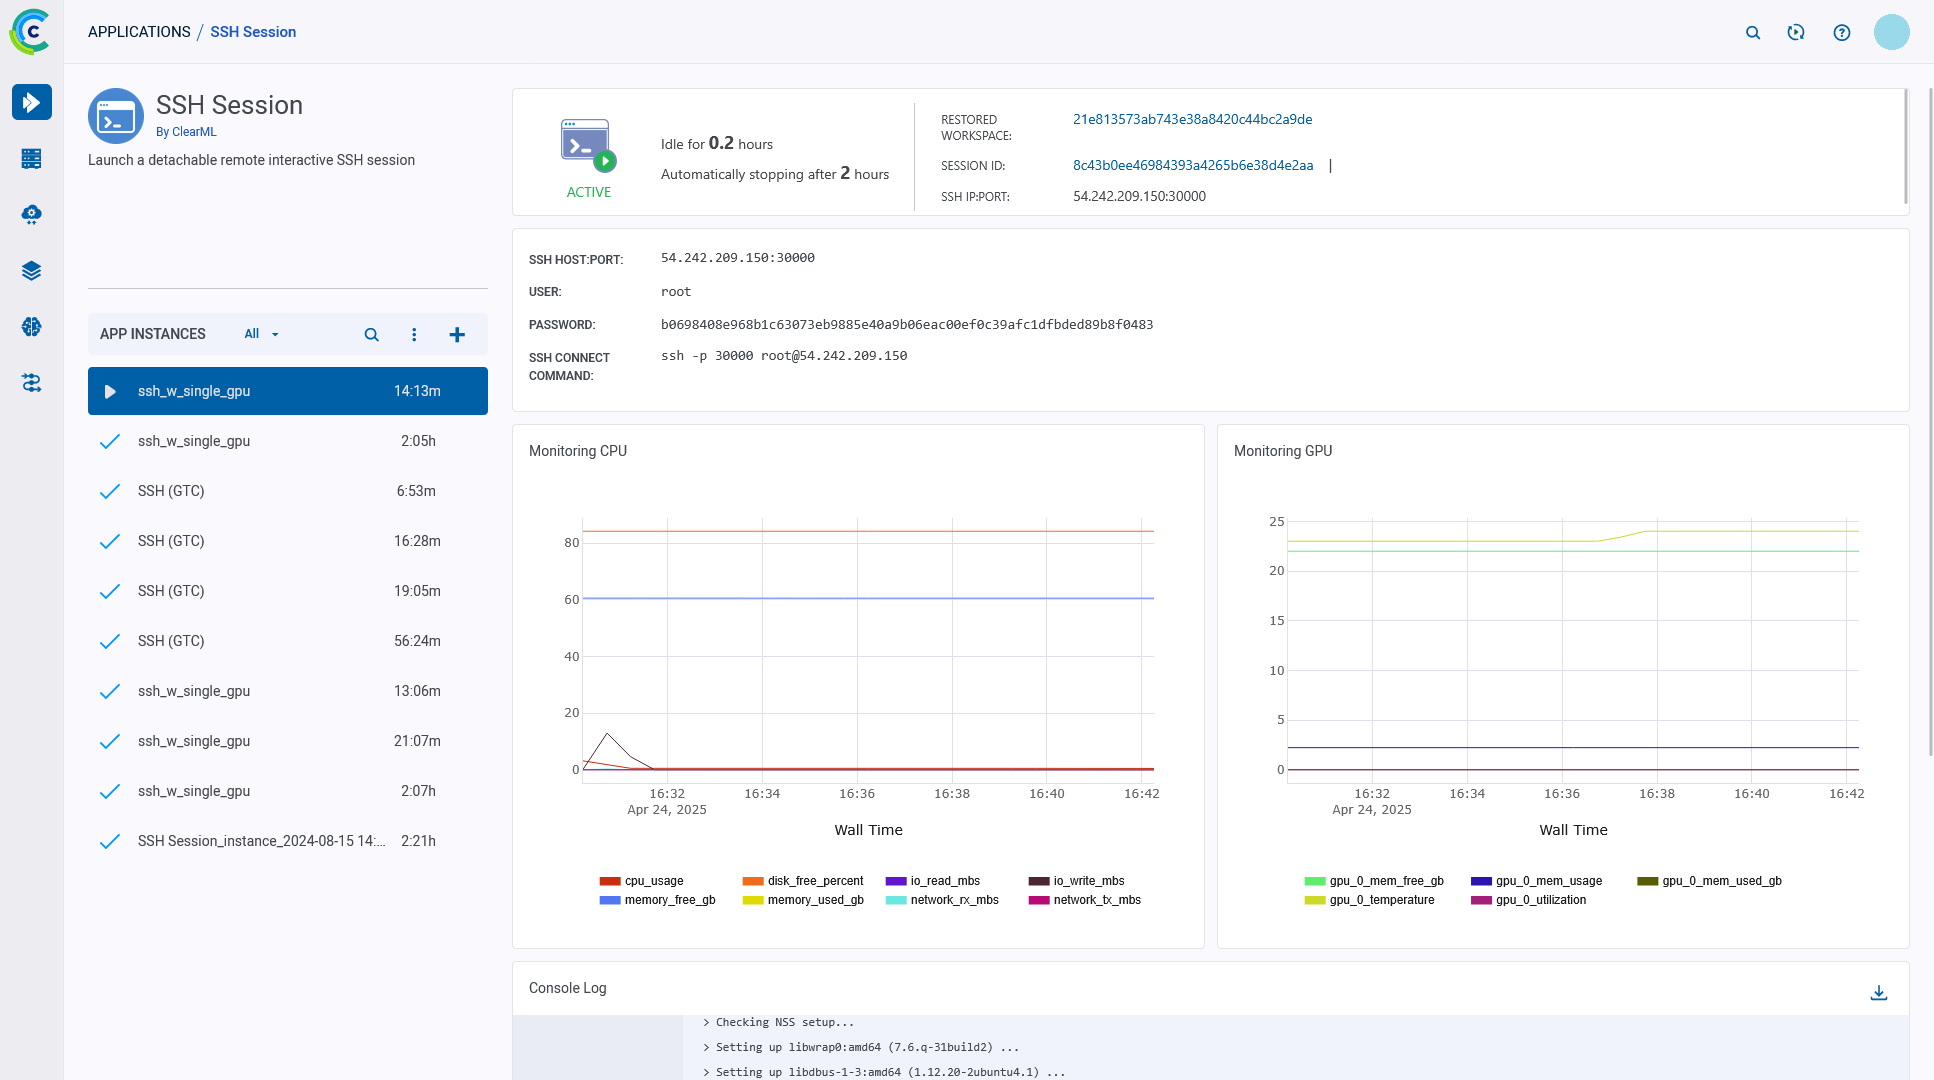 APPLICATIONS / SSH Session
SSH Session
By ClearML
Launch a detachable remote interactive SSH session
APP INSTANCES All
ssh_w_single_gpu 14:13m
ssh_w_single_gpu 2:05h
SSH (GTC) 6:53m
SSH (GTC) 16:28m
SSH (GTC) 19:05m
SSH (GTC) 56:24m
ssh_w_single_gpu 13:06m
ssh_w_single_gpu 21:07m
ssh_w_single_gpu 2:07h
SSH Session_instance_2024-08-15 14:... 2:21h
ACTIVE
Idle for 0.2 hours
Automatically stopping after 2 hours
RESTORED WORKSPACE: 21e813573ab743e38a8420c44bc2a9de
SESSION ID: 8c43b0ee46984393a4265b6e38d4e2aa |
SSH IP:PORT: 54.242.209.150:30000
SSH HOST:PORT: 54.242.209.150:30000
USER: root
PASSWORD: b0698408e968b1c63073eb9885e40a9b06eac00ef0c39afc1dfbded89b8f0483
SSH CONNECT COMMAND: ssh -p 30000 root@54.242.209.150
Monitoring CPU
80
60
40
20
0
16:32 16:34 16:36 16:38 16:40 16:42
Apr 24, 2025
Wall Time
cpu_usage disk_free_percent io_read_mbs io_write_mbs
memory_free_gb memory_used_gb network_rx_mbs network_tx_mbs
Monitoring GPU
25
20
15
10
5
0
16:32 16:34 16:36 16:38 16:40 16:42
Apr 24, 2025
Wall Time
gpu_0_mem_free_gb gpu_0_mem_usage gpu_0_mem_used_gb
gpu_0_temperature gpu_0_utilization
Console Log
> Checking NSS setup...
> Setting up libwrap0:amd64 (7.6.q-31build2) ...
> Setting up libdbus-1-3:amd64 (1.12.20-2ubuntu4.1) ...